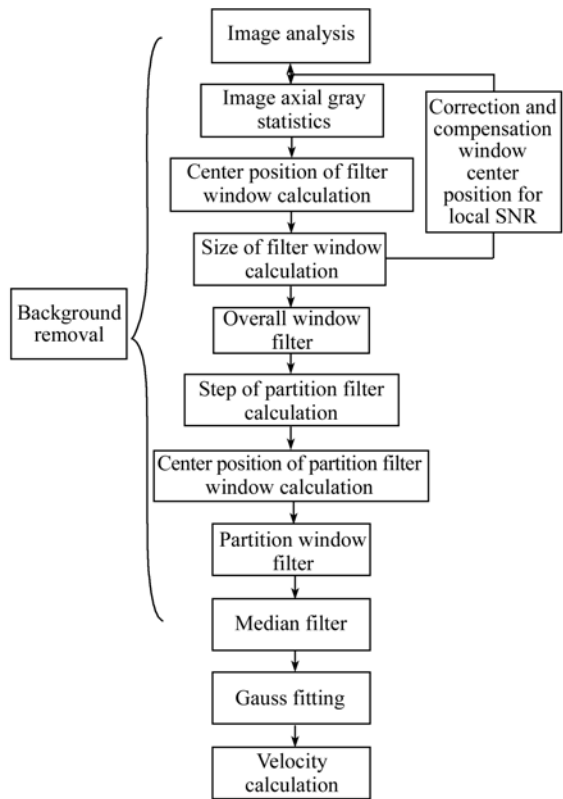 Image analysis
Image axial gray
statistics
Correction and
compensation
window
center
position for
local SNR
Center position of filter
window calculation
Size of filter window
calculation
Background
removal
Overall window
filter
Step of partition filter
calculation
Center position of partition filter
window calculation
Partition window
filter
Median filter
Gauss fitting
Velocity
calculation